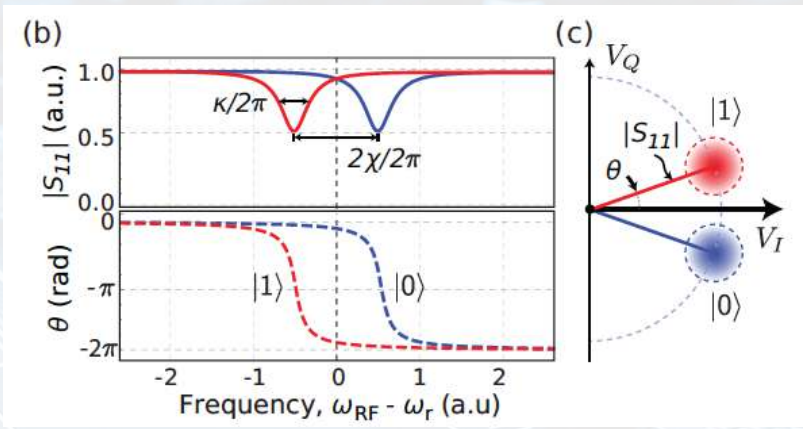 (b)
|S₁₁| (a.u.)
1.0
0.5
0.0
κ/2π
2χ/2π
θ (rad)
0
-π
-2π
|1⟩
|0⟩
-2 -1 0 1 2
Frequency, ω_RF - ω_r (a.u)
(c)
V_Q
|1⟩
|S₁₁|
θ
V_I
|0⟩